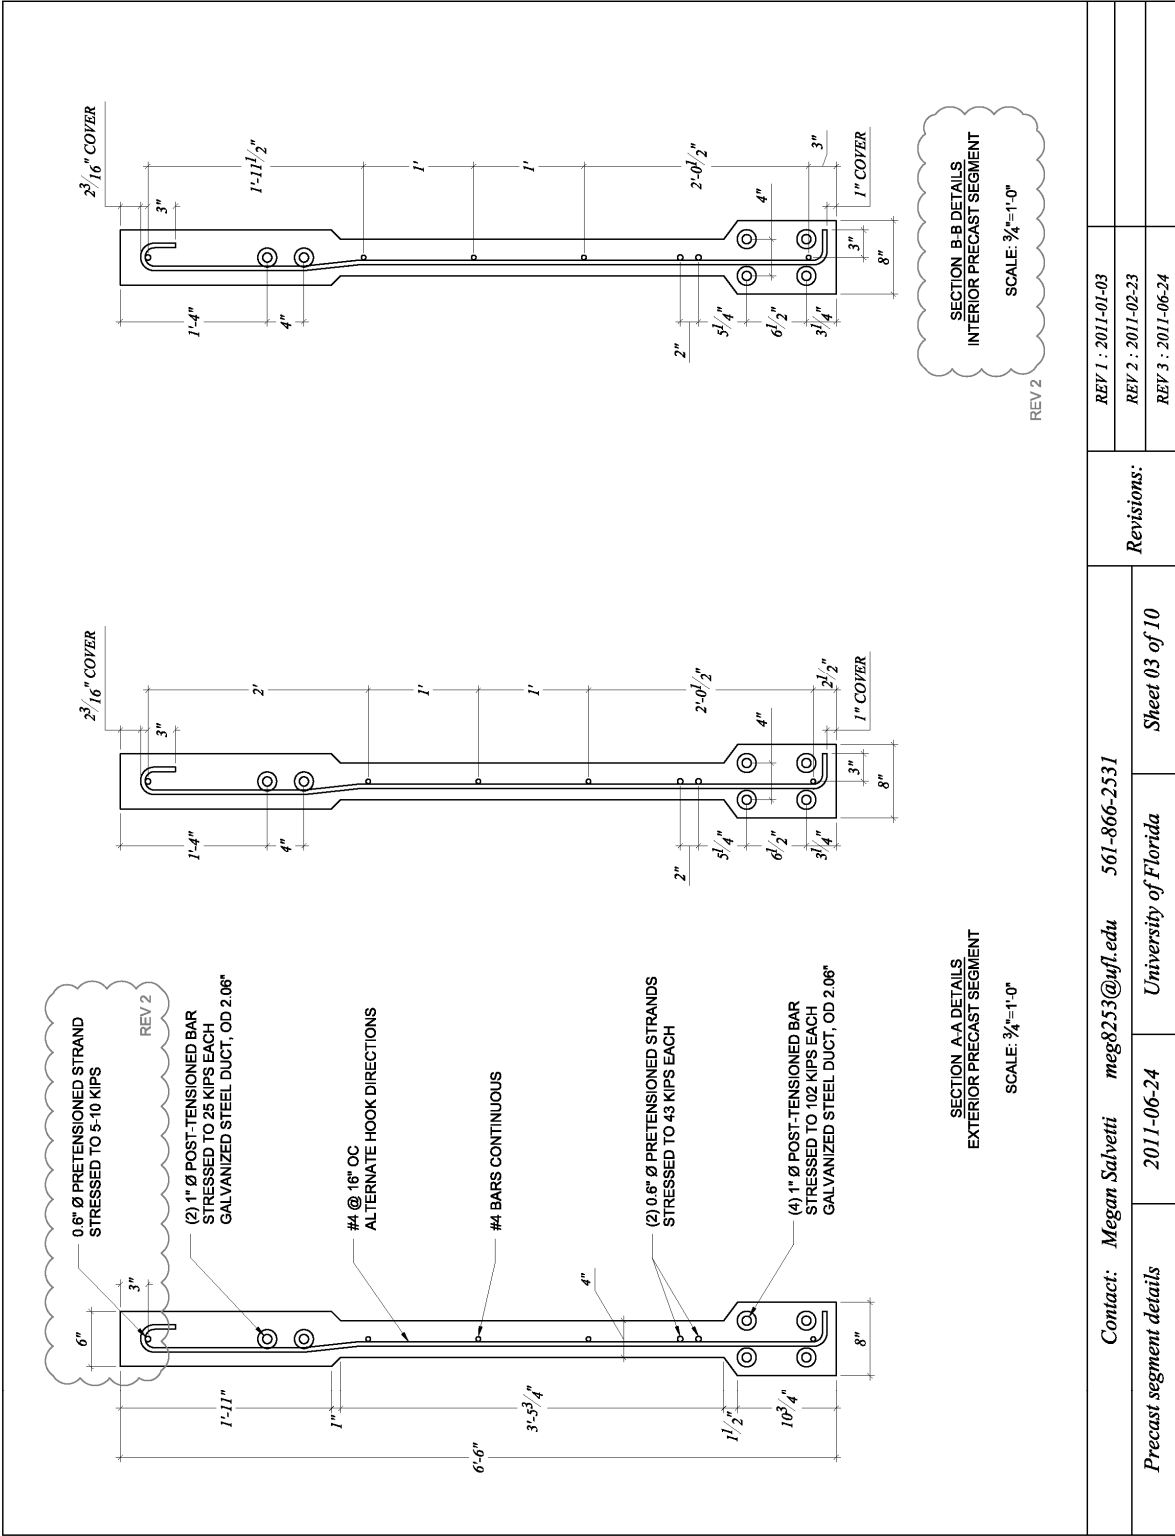 0.6" Ø PRETENSIONED STRAND
STRESSED TO 5-10 KIPS
REV 2
(2) 1" Ø POST-TENSIONED BAR
STRESSED TO 25 KIPS EACH
GALVANIZED STEEL DUCT, OD 2.06"
#4 @ 16" OC
ALTERNATE HOOK DIRECTIONS
#4 BARS CONTINUOUS
(2) 0.6" Ø PRETENSIONED STRANDS
STRESSED TO 43 KIPS EACH
(4) 1" Ø POST-TENSIONED BAR
STRESSED TO 102 KIPS EACH
GALVANIZED STEEL DUCT, OD 2.06"
6"
3"
4"
8"
1'-11"
1"
3'-5 3/4"
1 1/2"
10 3/4"
6'-6"
2 3/16" COVER
3"
2'
1'
1'
2'-0 1/2"
2 1/2"
4"
1" COVER
3"
8"
1'-4"
4"
2"
5 1/4"
6 1/2"
3 1/4"
SECTION A-A DETAILS
EXTERIOR PRECAST SEGMENT
SCALE: 3/4"=1'-0"
2 3/16" COVER
3"
1'-11 1/2"
1'
1'
2'-0 1/2"
3"
4"
1" COVER
3"
8"
1'-4"
4"
2"
5 1/4"
6 1/2"
3 1/4"
SECTION B-B DETAILS
INTERIOR PRECAST SEGMENT
SCALE: 3/4"=1'-0"
REV 2
Contact: Megan Salvetti meg8253@ufl.edu 561-866-2531
Precast segment details
2011-06-24
University of Florida
Sheet 03 of 10
Revisions:
REV 1 : 2011-01-03
REV 2 : 2011-02-23
REV 3 : 2011-06-24